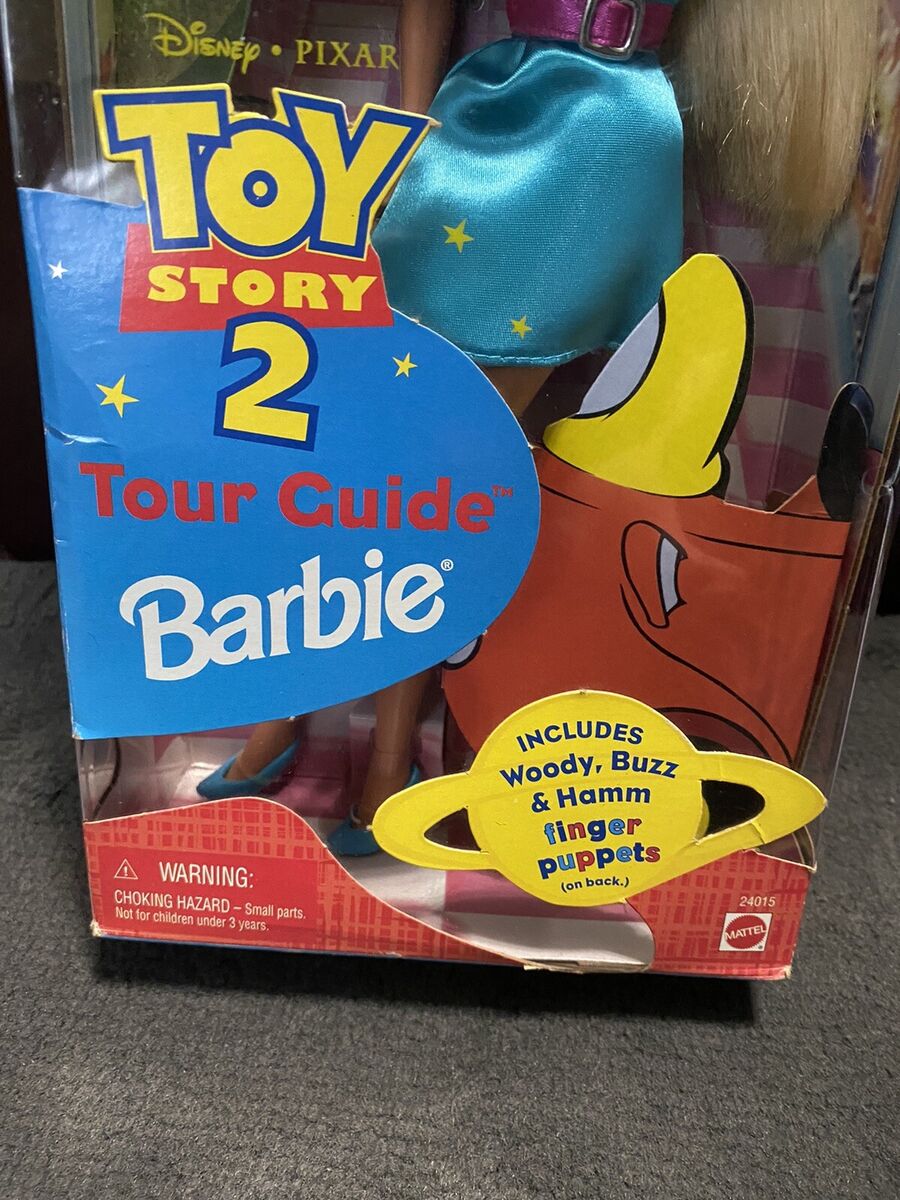 DISNEY • PIXAR
TOY
STORY
2
Tour Guide™
Barbie®
INCLUDES
Woody, Buzz
& Hamm
finger
puppets
(on back.)
WARNING:
CHOKING HAZARD – Small parts.
Not for children under 3 years.
24015
MATTEL